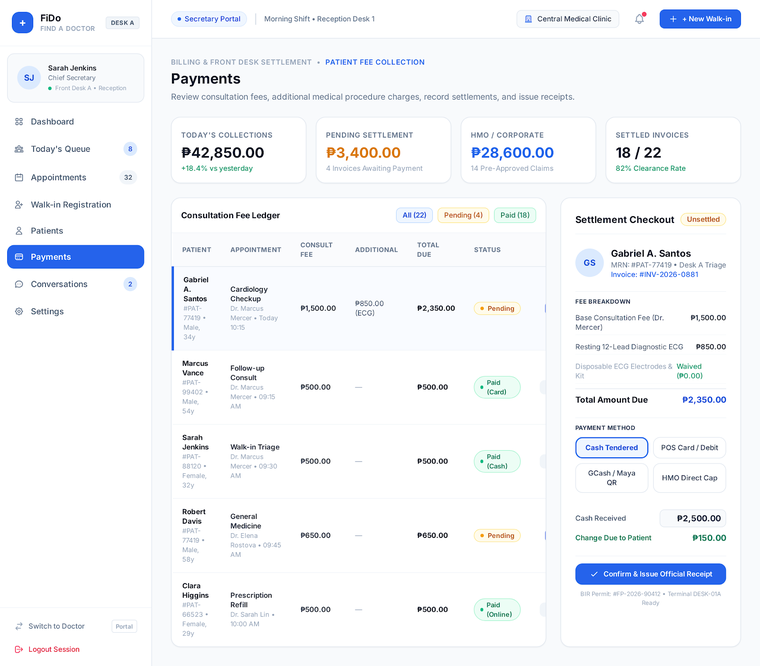 FiDo
FIND A DOCTOR
DESK A
SJ
Sarah Jenkins
Chief Secretary
Front Desk A • Reception
Dashboard
Today's Queue 8
Appointments 32
Walk-in Registration
Patients
Payments
Conversations 2
Settings
Switch to Doctor Portal
Logout Session
Secretary Portal
Morning Shift • Reception Desk 1
Central Medical Clinic
+ New Walk-in
BILLING & FRONT DESK SETTLEMENT • PATIENT FEE COLLECTION
Payments
Review consultation fees, additional medical procedure charges, record settlements, and issue receipts.
TODAY'S COLLECTIONS
₱42,850.00
+18.4% vs yesterday
PENDING SETTLEMENT
₱3,400.00
4 Invoices Awaiting Payment
HMO / CORPORATE
₱28,600.00
14 Pre-Approved Claims
SETTLED INVOICES
18 / 22
82% Clearance Rate
Consultation Fee Ledger
All (22)
Pending (4)
Paid (18)
PATIENT
APPOINTMENT
CONSULT
FEE
ADDITIONAL
TOTAL
DUE
STATUS
Gabriel
A.
Santos
#PAT-
77419 •
Male,
34y
Cardiology
Checkup
Dr. Marcus
Mercer • Today
10:15
₱1,500.00
₱850.00
(ECG)
₱2,350.00
Pending
Marcus
Vance
#PAT-
99402 •
Male,
54y
Follow-up
Consult
Dr. Marcus
Mercer • 09:15
AM
₱500.00
—
₱500.00
Paid
(Card)
Sarah
Jenkins
#PAT-
88120 •
Female,
32y
Walk-in Triage
Dr. Marcus
Mercer • 09:30
AM
₱500.00
—
₱500.00
Paid
(Cash)
Robert
Davis
#PAT-
77419 •
Male,
58y
General
Medicine
Dr. Elena
Rostova • 09:45
AM
₱650.00
—
₱650.00
Pending
Clara
Higgins
#PAT-
66523 •
Female,
29y
Prescription
Refill
Dr. Sarah Lin •
10:00 AM
₱500.00
—
₱500.00
Paid
(Online)
Settlement Checkout
Unsettled
GS
Gabriel A. Santos
MRN: #PAT-77419 • Desk A Triage
Invoice: #INV-2026-0881
FEE BREAKDOWN
Base Consultation Fee (Dr.
Mercer)
₱1,500.00
Resting 12-Lead Diagnostic ECG ₱850.00
Disposable ECG Electrodes &
Kit
Waived
(₱0.00)
Total Amount Due ₱2,350.00
PAYMENT METHOD
Cash Tendered
POS Card / Debit
GCash / Maya
QR
HMO Direct Cap
Cash Received ₱2,500.00
Change Due to Patient ₱150.00
Confirm & Issue Official Receipt
BIR Permit: #FP-2026-90412 • Terminal DESK-01A
Ready